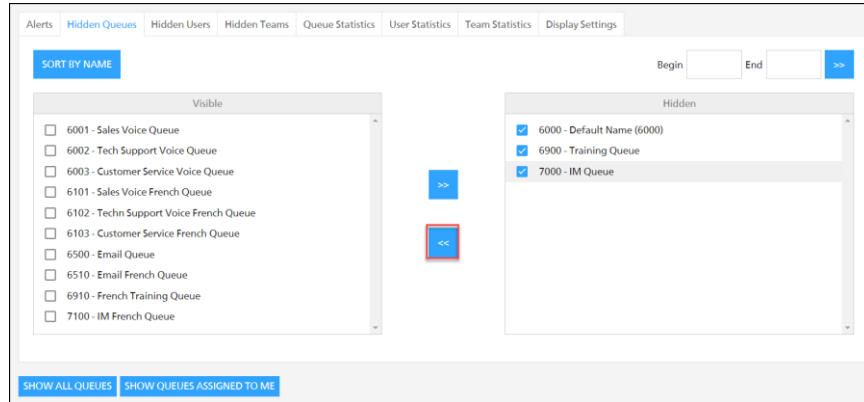 Alerts Hidden Queues Hidden Users Hidden Teams Queue Statistics User Statistics Team Statistics Display Settings
SORT BY NAME
Begin End >>
Visible
6001 - Sales Voice Queue
6002 - Tech Support Voice Queue
6003 - Customer Service Voice Queue
6101 - Sales Voice French Queue
6102 - Techn Support Voice French Queue
6103 - Customer Service French Queue
6500 - Email Queue
6510 - Email French Queue
6910 - French Training Queue
7100 - IM French Queue
>>
<<
Hidden
6000 - Default Name (6000)
6900 - Training Queue
7000 - IM Queue
SHOW ALL QUEUES SHOW QUEUES ASSIGNED TO ME